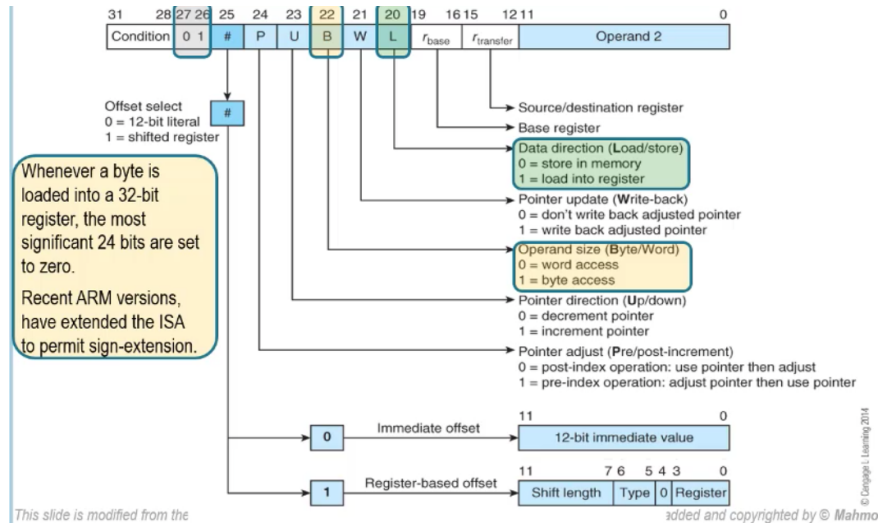 31 28 27 26 25 24 23 22 21 20 19 16 15 12 11 0
Condition 0 1 # P U B W L rbase rtransfer Operand 2
Offset select
0 = 12-bit literal
1 = shifted register
#
Source/destination register
Base register
Data direction (Load/store)
0 = store in memory
1 = load into register
Pointer update (Write-back)
0 = don't write back adjusted pointer
1 = write back adjusted pointer
Operand size (Byte/Word)
0 = word access
1 = byte access
Pointer direction (Up/down)
0 = decrement pointer
1 = increment pointer
Pointer adjust (Pre/post-increment)
0 = post-index operation: use pointer then adjust
1 = pre-index operation: adjust pointer then use pointer
Whenever a byte is
loaded into a 32-bit
register, the most
significant 24 bits are set
to zero.
Recent ARM versions,
have extended the ISA
to permit sign-extension.
11 0
0 Immediate offset 12-bit immediate value
11 7 6 5 4 3 0
1 Register-based offset Shift length Type 0 Register
© Cengage Learning 2014
This slide is modified from the
and copyrighted by © Mahmo